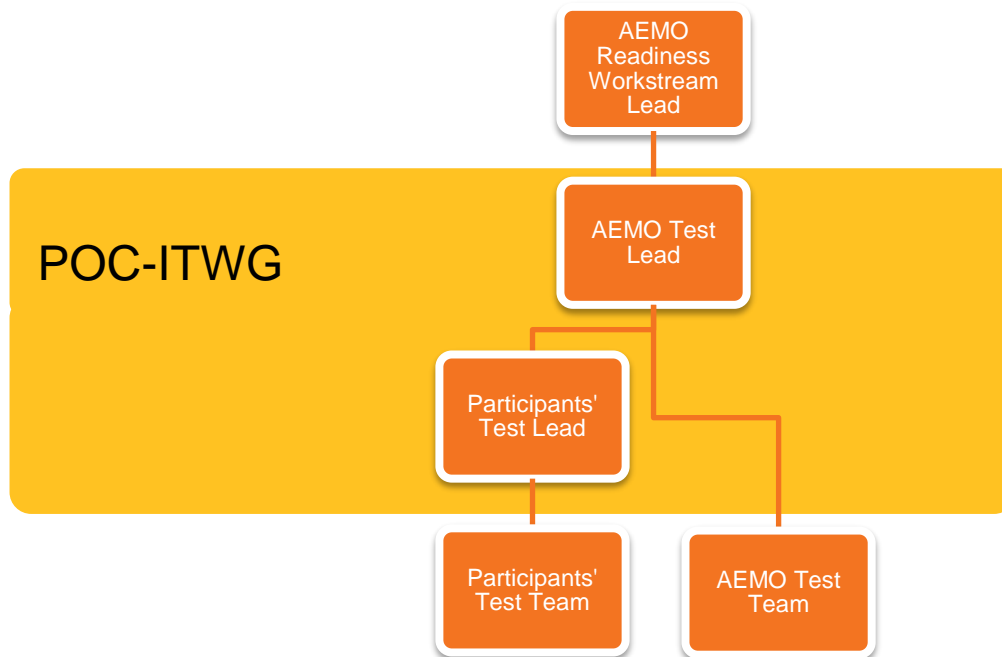 AEMO
Readiness
Workstream
Lead
POC-ITWG
AEMO Test
Lead
Participants'
Test Lead
Participants'
Test Team
AEMO Test
Team